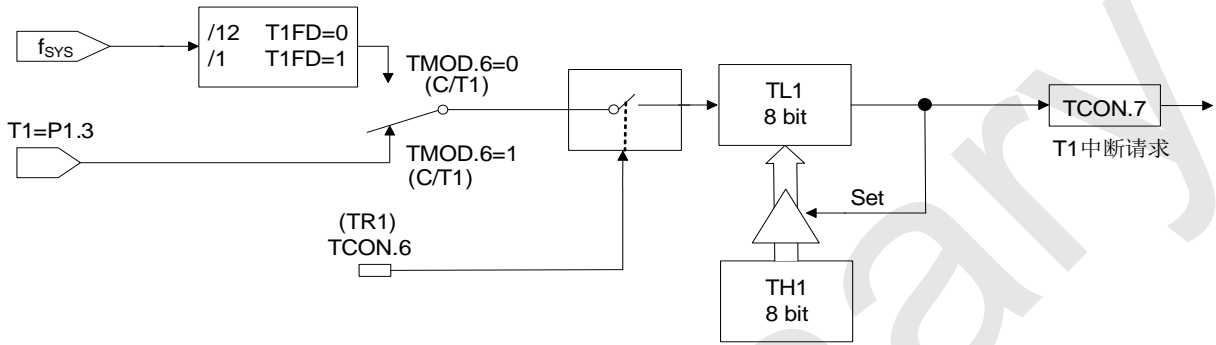 fSYS
/12 T1FD=0
/1 T1FD=1
TMOD.6=0
(C/T1)
T1=P1.3
TMOD.6=1
(C/T1)
(TR1)
TCON.6
TL1
8 bit
TCON.7
T1中断请求
Set
TH1
8 bit